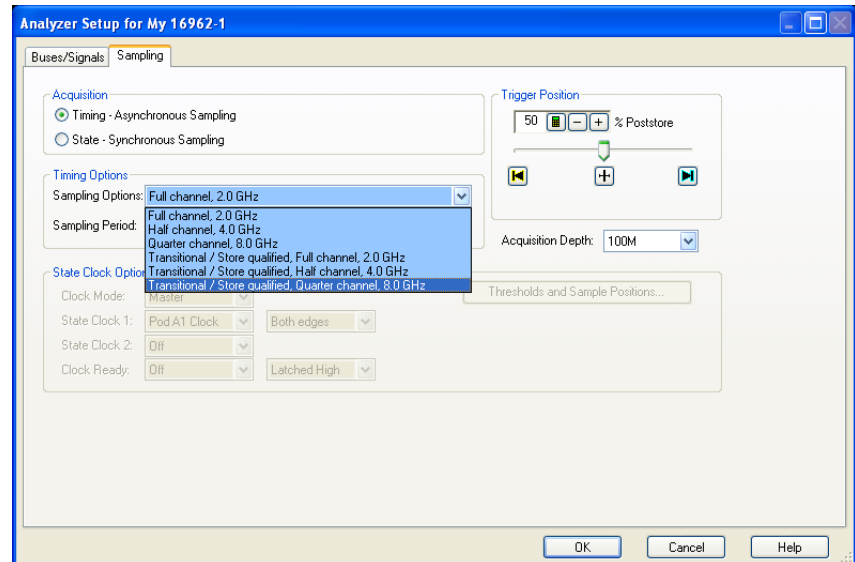 Analyzer Setup for My 16962-1
Buses/Signals
Sampling
Acquisition
Timing - Asynchronous Sampling
State - Synchronous Sampling
Trigger Position
50
% Poststore
Timing Options
Sampling Options:
Full channel, 2.0 GHz
Full channel, 2.0 GHz
Half channel, 4.0 GHz
Quarter channel, 8.0 GHz
Transitional / Store qualified, Full channel, 2.0 GHz
Transitional / Store qualified, Half channel, 4.0 GHz
Transitional / Store qualified, Quarter channel, 8.0 GHz
Sampling Period:
Acquisition Depth:
100M
State Clock Optio
Clock Mode:
Master
Thresholds and Sample Positions...
State Clock 1:
Pod A1 Clock
Both edges
State Clock 2:
Off
Clock Ready:
Off
Latched High
OK
Cancel
Help